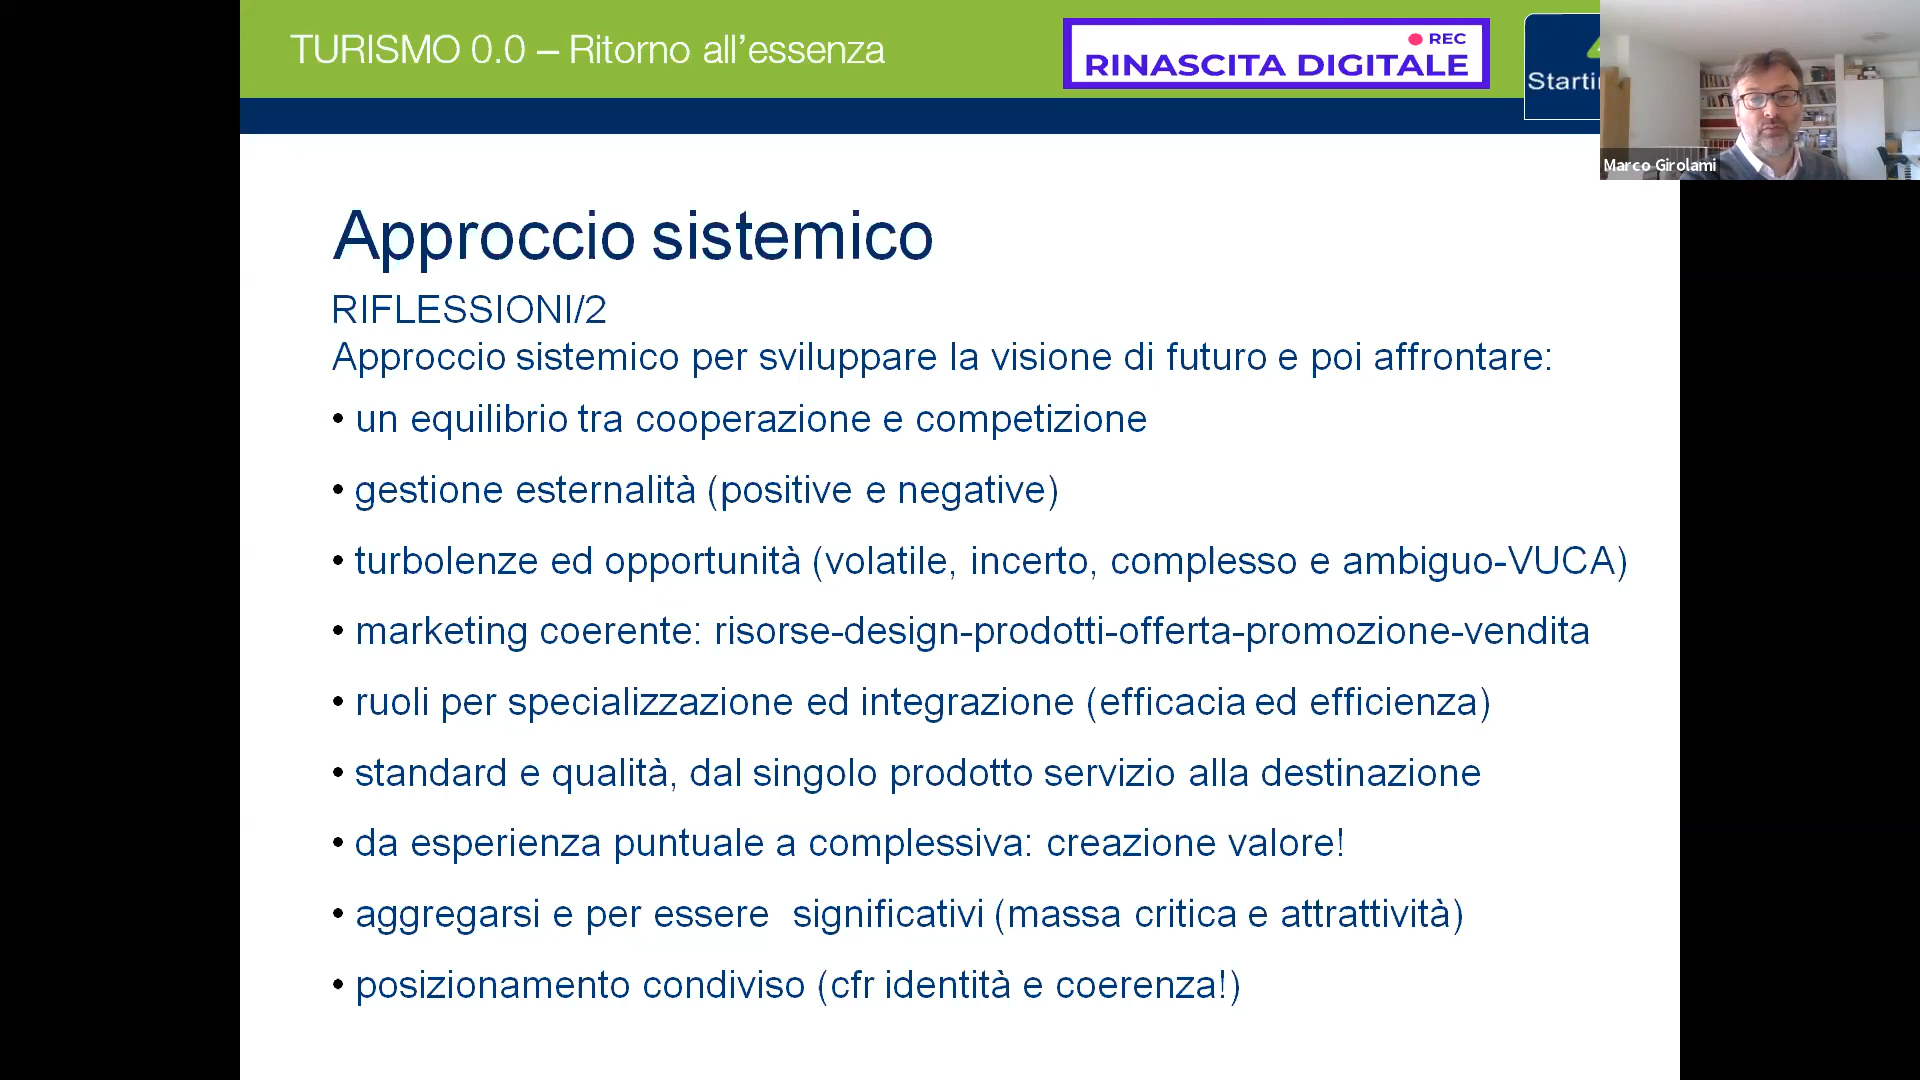 TURISMO 0.0 – Ritorno all’essenza
REC
RINASCITA DIGITALE
Marco Girolami
Approccio sistemico
RIFLESSIONI/2
Approccio sistemico per sviluppare la visione di futuro e poi affrontare:
• un equilibrio tra cooperazione e competizione
• gestione esternalità (positive e negative)
• turbolenze ed opportunità (volatile, incerto, complesso e ambiguo-VUCA)
• marketing coerente: risorse-design-prodotti-offerta-promozione-vendita
• ruoli per specializzazione ed integrazione (efficacia ed efficienza)
• standard e qualità, dal singolo prodotto servizio alla destinazione
• da esperienza puntuale a complessiva: creazione valore!
• aggregarsi e per essere  significativi (massa critica e attrattività)
• posizionamento condiviso (cfr identità e coerenza!)